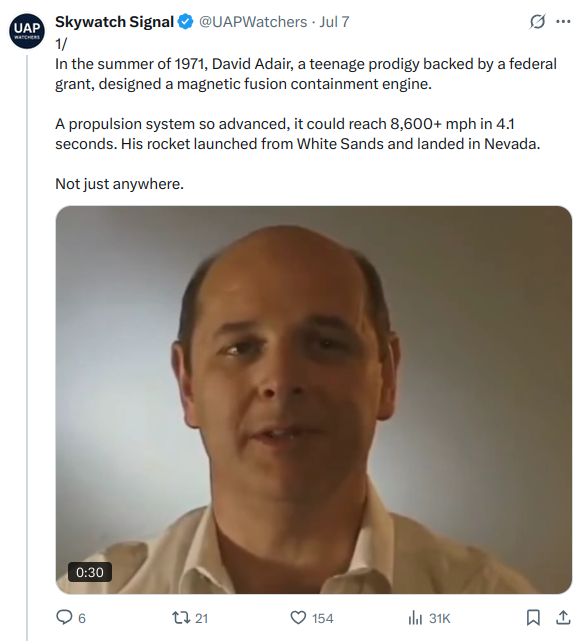 UAP
WATCHERS
Skywatch Signal @UAPWatchers · Jul 7
1/
In the summer of 1971, David Adair, a teenage prodigy backed by a federal
grant, designed a magnetic fusion containment engine.
A propulsion system so advanced, it could reach 8,600+ mph in 4.1
seconds. His rocket launched from White Sands and landed in Nevada.
Not just anywhere.
0:30
6 21 154 31K